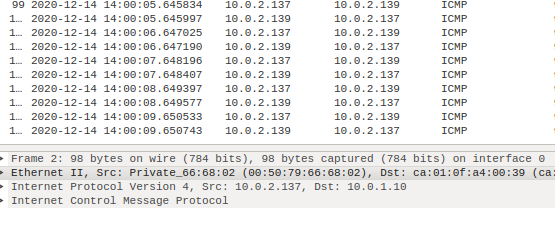 99 2020-12-14 14:00:05.645834 10.0.2.137 10.0.2.139 ICMP
1… 2020-12-14 14:00:05.645997 10.0.2.139 10.0.2.137 ICMP
1… 2020-12-14 14:00:06.647025 10.0.2.137 10.0.2.139 ICMP
1… 2020-12-14 14:00:06.647190 10.0.2.139 10.0.2.137 ICMP
1… 2020-12-14 14:00:07.648196 10.0.2.137 10.0.2.139 ICMP
1… 2020-12-14 14:00:07.648407 10.0.2.139 10.0.2.137 ICMP
1… 2020-12-14 14:00:08.649397 10.0.2.137 10.0.2.139 ICMP
1… 2020-12-14 14:00:08.649577 10.0.2.139 10.0.2.137 ICMP
1… 2020-12-14 14:00:09.650533 10.0.2.137 10.0.2.139 ICMP
1… 2020-12-14 14:00:09.650743 10.0.2.139 10.0.2.137 ICMP
Frame 2: 98 bytes on wire (784 bits), 98 bytes captured (784 bits) on interface 0
Ethernet II, Src: Private_66:68:02 (00:50:79:66:68:02), Dst: ca:01:0f:a4:00:39 (ca:
Internet Protocol Version 4, Src: 10.0.2.137, Dst: 10.0.1.10
Internet Control Message Protocol